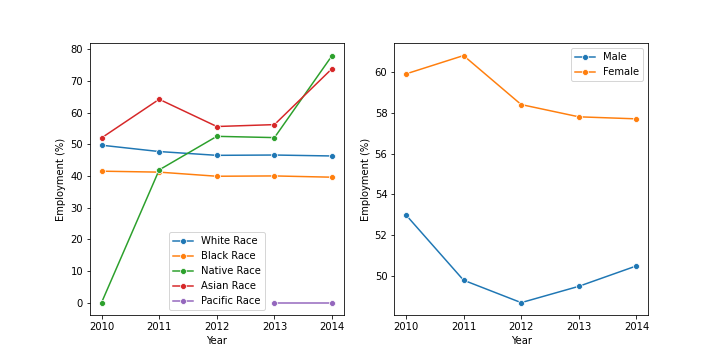 80
70
60
50
40
30
20
10
0
Employment (%)
White Race
Black Race
Native Race
Asian Race
Pacific Race
2010 2011 2012 2013 2014
Year
60
58
56
54
52
50
Employment (%)
Male
Female
2010 2011 2012 2013 2014
Year